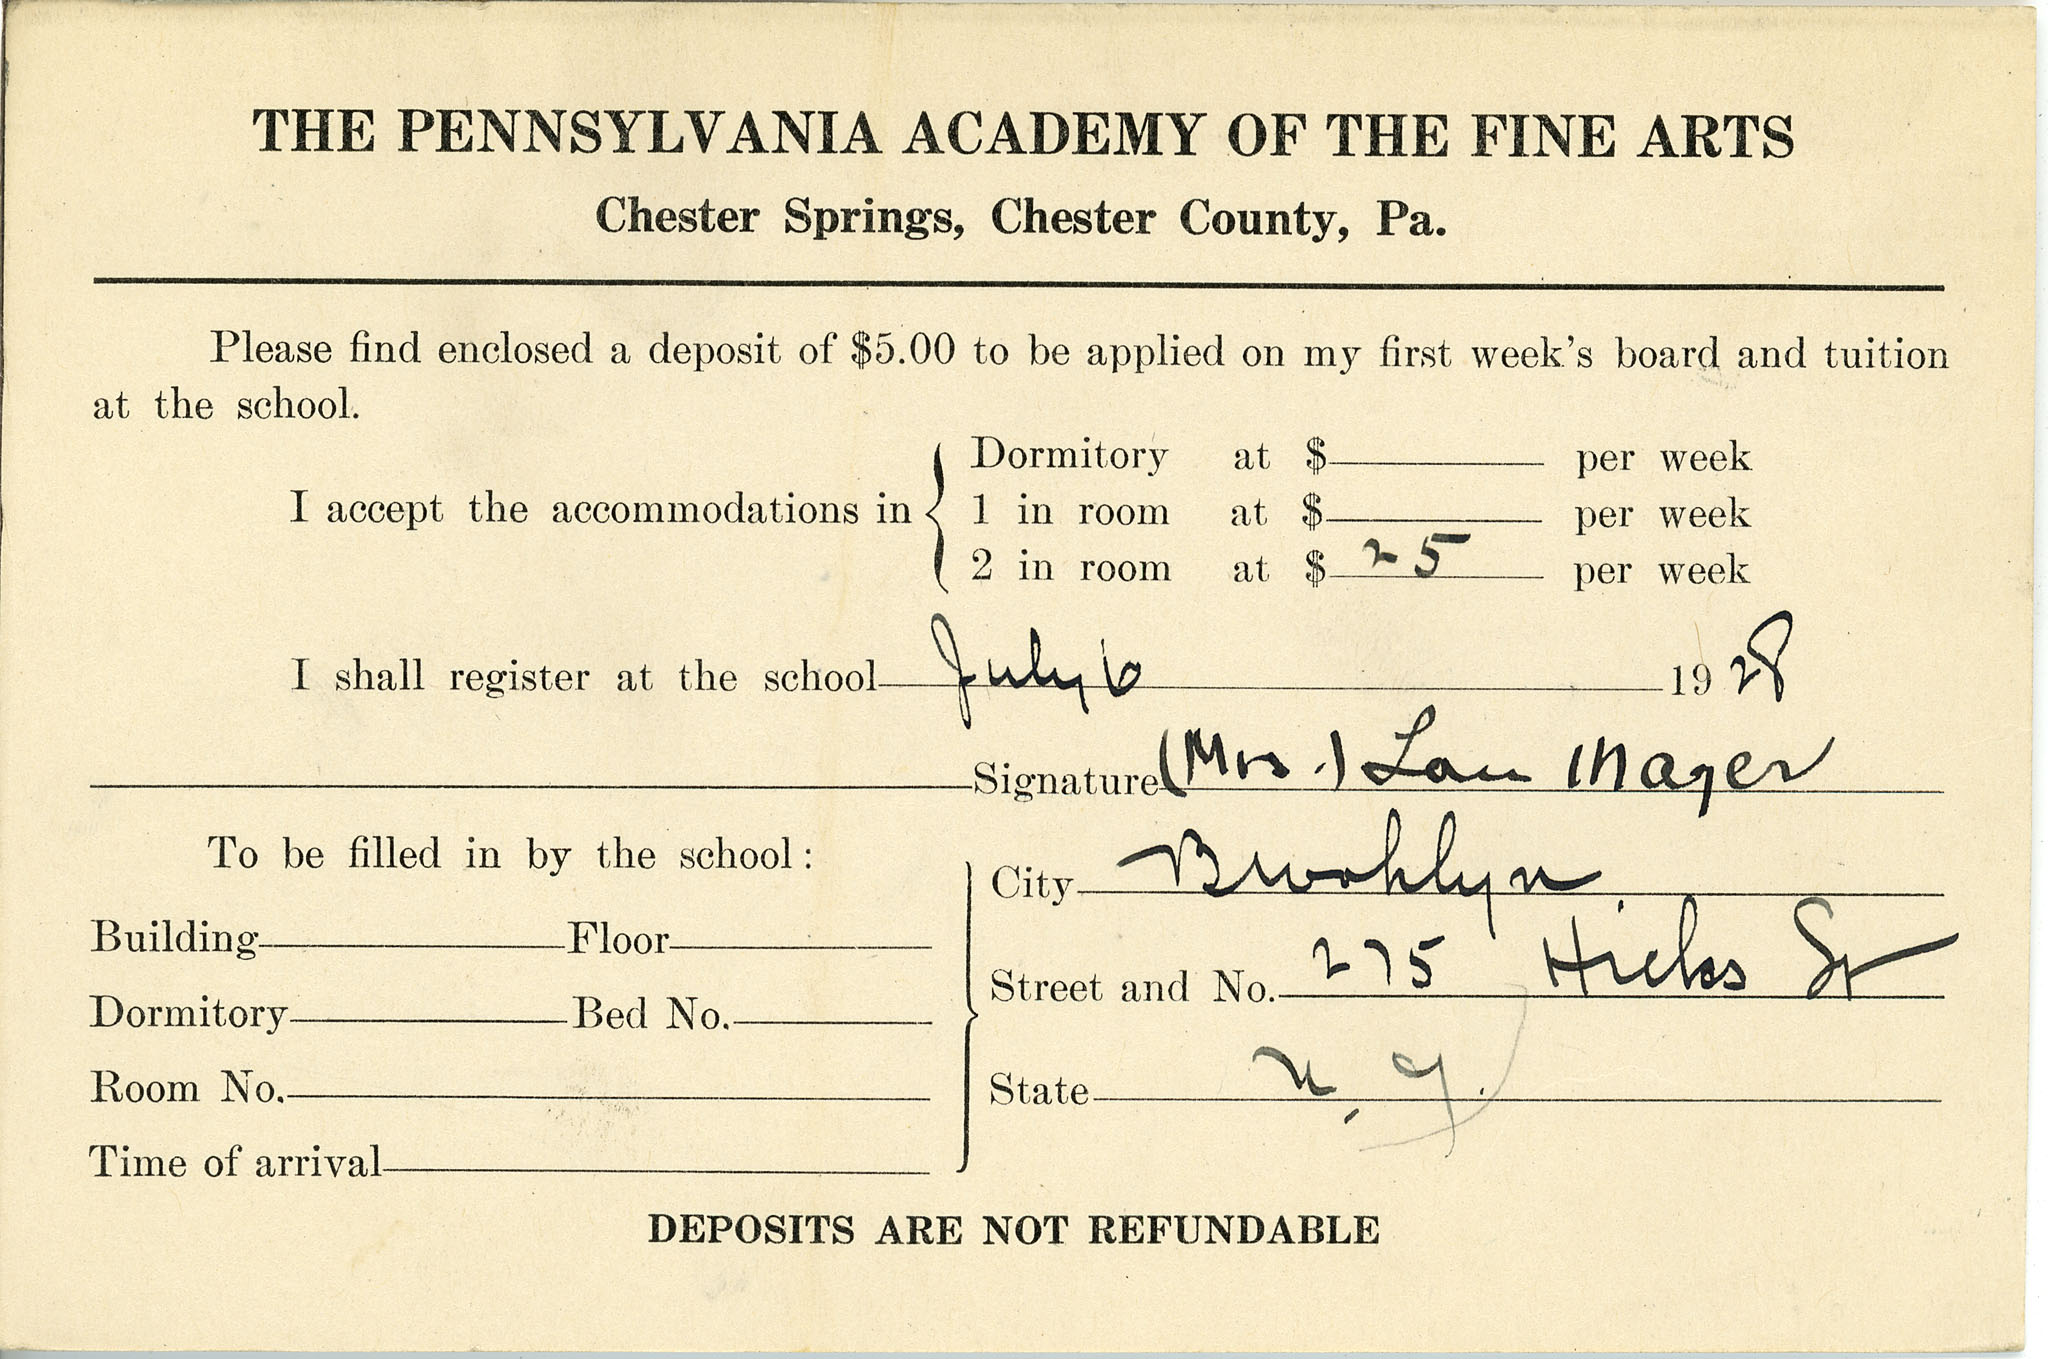 THE PENNSYLVANIA ACADEMY OF THE FINE ARTS
Chester Springs, Chester County, Pa.
Please find enclosed a deposit of $5.00 to be applied on my first week's board and tuition
at the school.
I accept the accommodations in
Dormitory at $ per week
1 in room at $ per week
2 in room at $ 25 per week
I shall register at the school July 6 1928
Signature (Mrs.) Lou Mayer
To be filled in by the school:
Building Floor
Dormitory Bed No.
Room No.
Time of arrival
City Brooklyn
Street and No. 275 Hicks St
State N. Y.
DEPOSITS ARE NOT REFUNDABLE